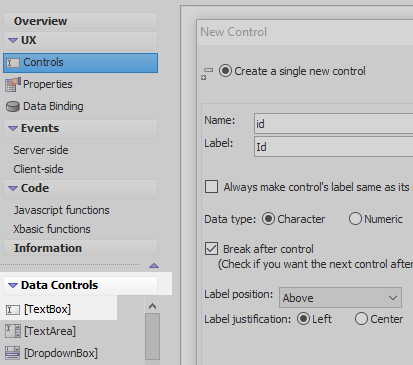 Overview
UX
Controls
Properties
Data Binding
Events
Server-side
Client-side
Code
Javascript functions
Xbasic functions
Information
Data Controls
[TextBox]
[TextArea]
[DropdownBox]
New Control
Create a single new control
Name: id
Label: Id
Always make control's label same as its
Data type: Character Numeric
Break after control
(Check if you want the next control after
Label position: Above
Label justification: Left Center